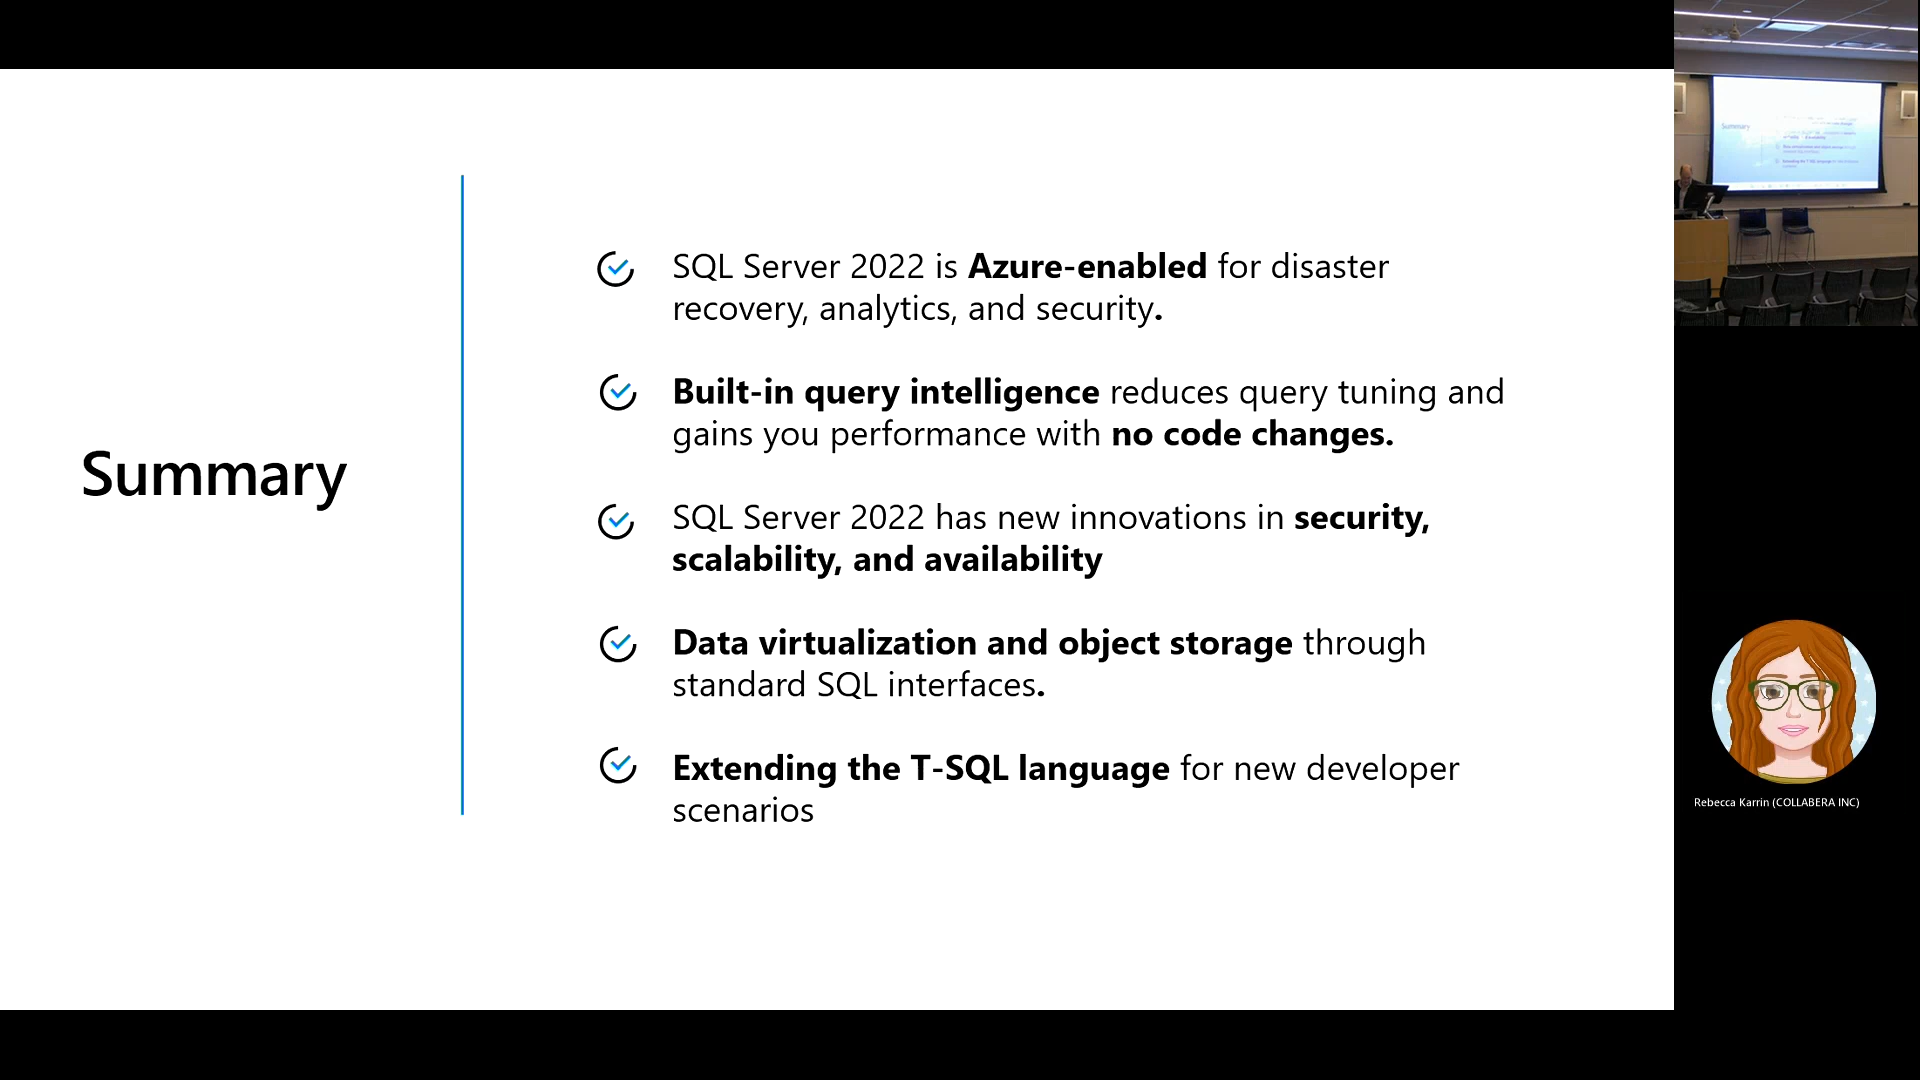 Summary
SQL Server 2022 is Azure-enabled for disaster
recovery, analytics, and security.
Built-in query intelligence reduces query tuning and
gains you performance with no code changes.
SQL Server 2022 has new innovations in security,
scalability, and availability
Data virtualization and object storage through
standard SQL interfaces.
Extending the T-SQL language for new developer
scenarios
Summary
Rebecca Karrin (COLLABERA INC)